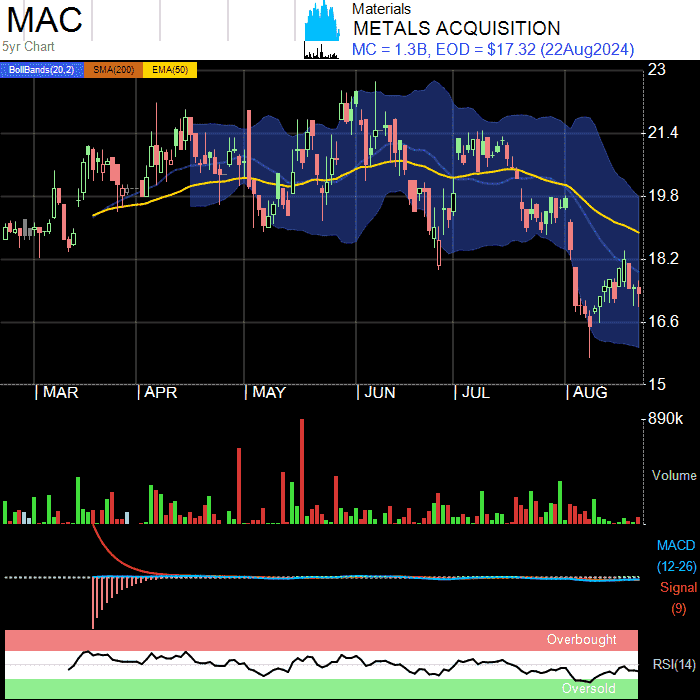 MAC
5yr Chart
Materials
METALS ACQUISITION
MC = 1.3B, EOD = $17.32 (22Aug2024)
BollBands(20,2) SMA(200) EMA(50)
23
21.4
19.8
18.2
16.6
15
| MAR | APR | MAY | JUN | JUL | AUG
890k
Volume
MACD
(12-26)
Signal
(9)
Overbought
RSI(14)
Oversold